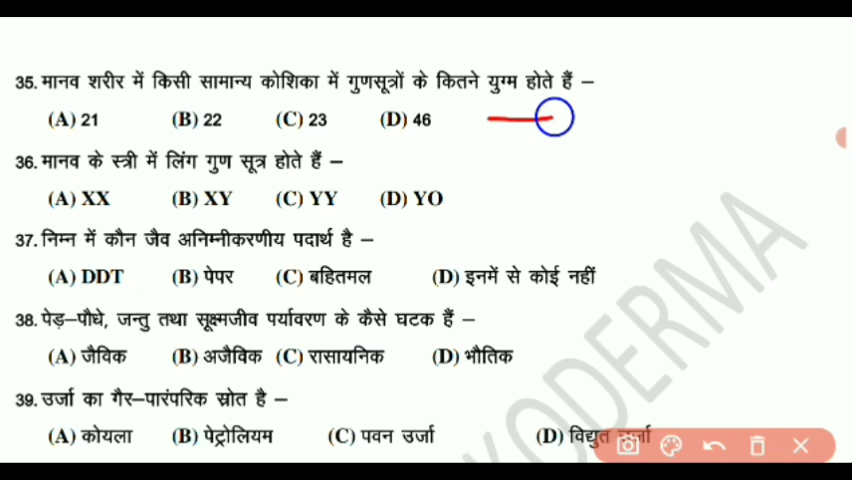 35. मानव शरीर में किसी सामान्य कोशिका में गुणसूत्रों के कितने युग्म होते हैं –
(A) 21 (B) 22 (C) 23 (D) 46
36. मानव के स्त्री में लिंग गुण सूत्र होते हैं –
(A) XX (B) XY (C) YY (D) YO
37. निम्न में कौन जैव अनिम्नीकरणीय पदार्थ है –
(A) DDT (B) पेपर (C) बहितमल (D) इनमें से कोई नहीं
38. पेड़–पौधे, जन्तु तथा सूक्ष्मजीव पर्यावरण के कैसे घटक हैं –
(A) जैविक (B) अजैविक (C) रासायनिक (D) भौतिक
39. उर्जा का गैर–पारंपरिक स्रोत है –
(A) कोयला (B) पेट्रोलियम (C) पवन उर्जा (D) विद्युत उर्जा
KODERMA